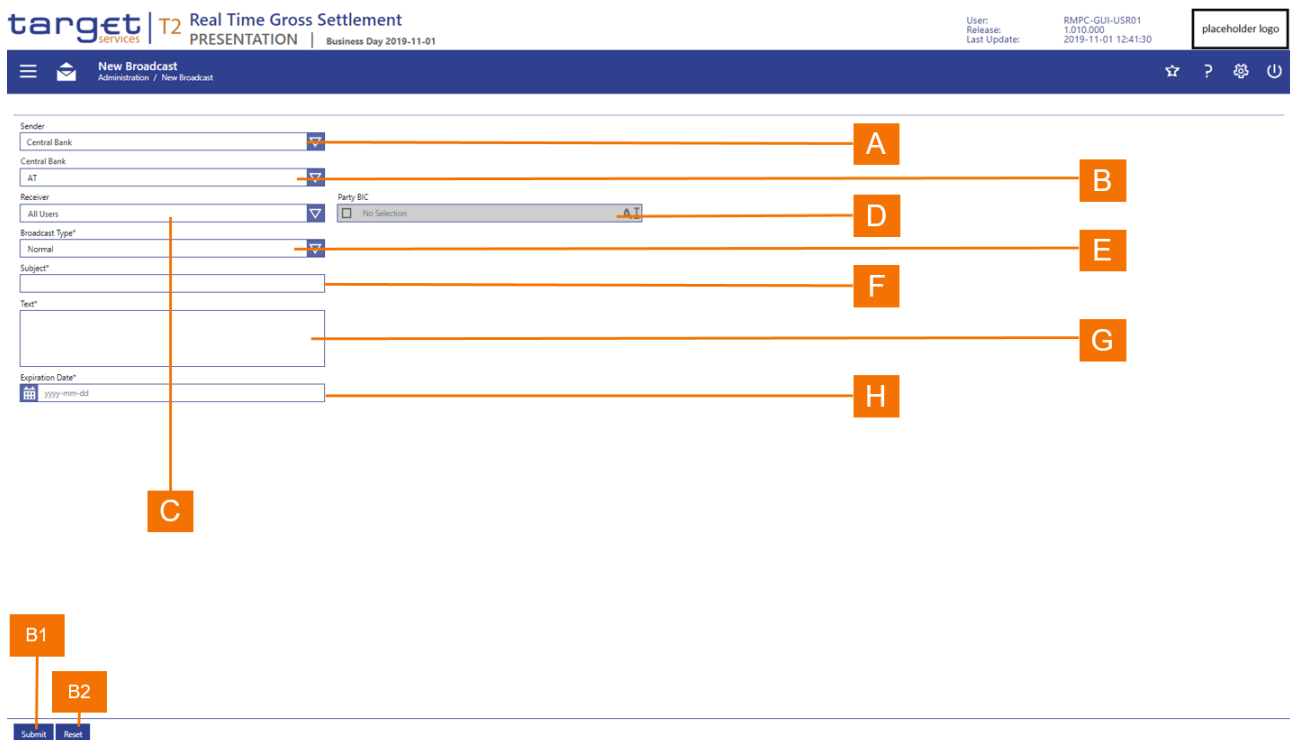 target services | T2 Real Time Gross Settlement
PRESENTATION | Business Day 2019-11-01
User: RMPC-GUI-USR01
Release: 1.010.000
Last Update: 2019-11-01 12:41:30
placeholder logo
New Broadcast
Administration / New Broadcast
?
Sender
Central Bank
A
Central Bank
AT
B
Receiver
Party BIC
All Users
No Selection
D
Broadcast Type*
Normal
E
Subject*
F
Text*
G
Expiration Date*
yyyy-mm-dd
H
C
B1
B2
Submit
Reset